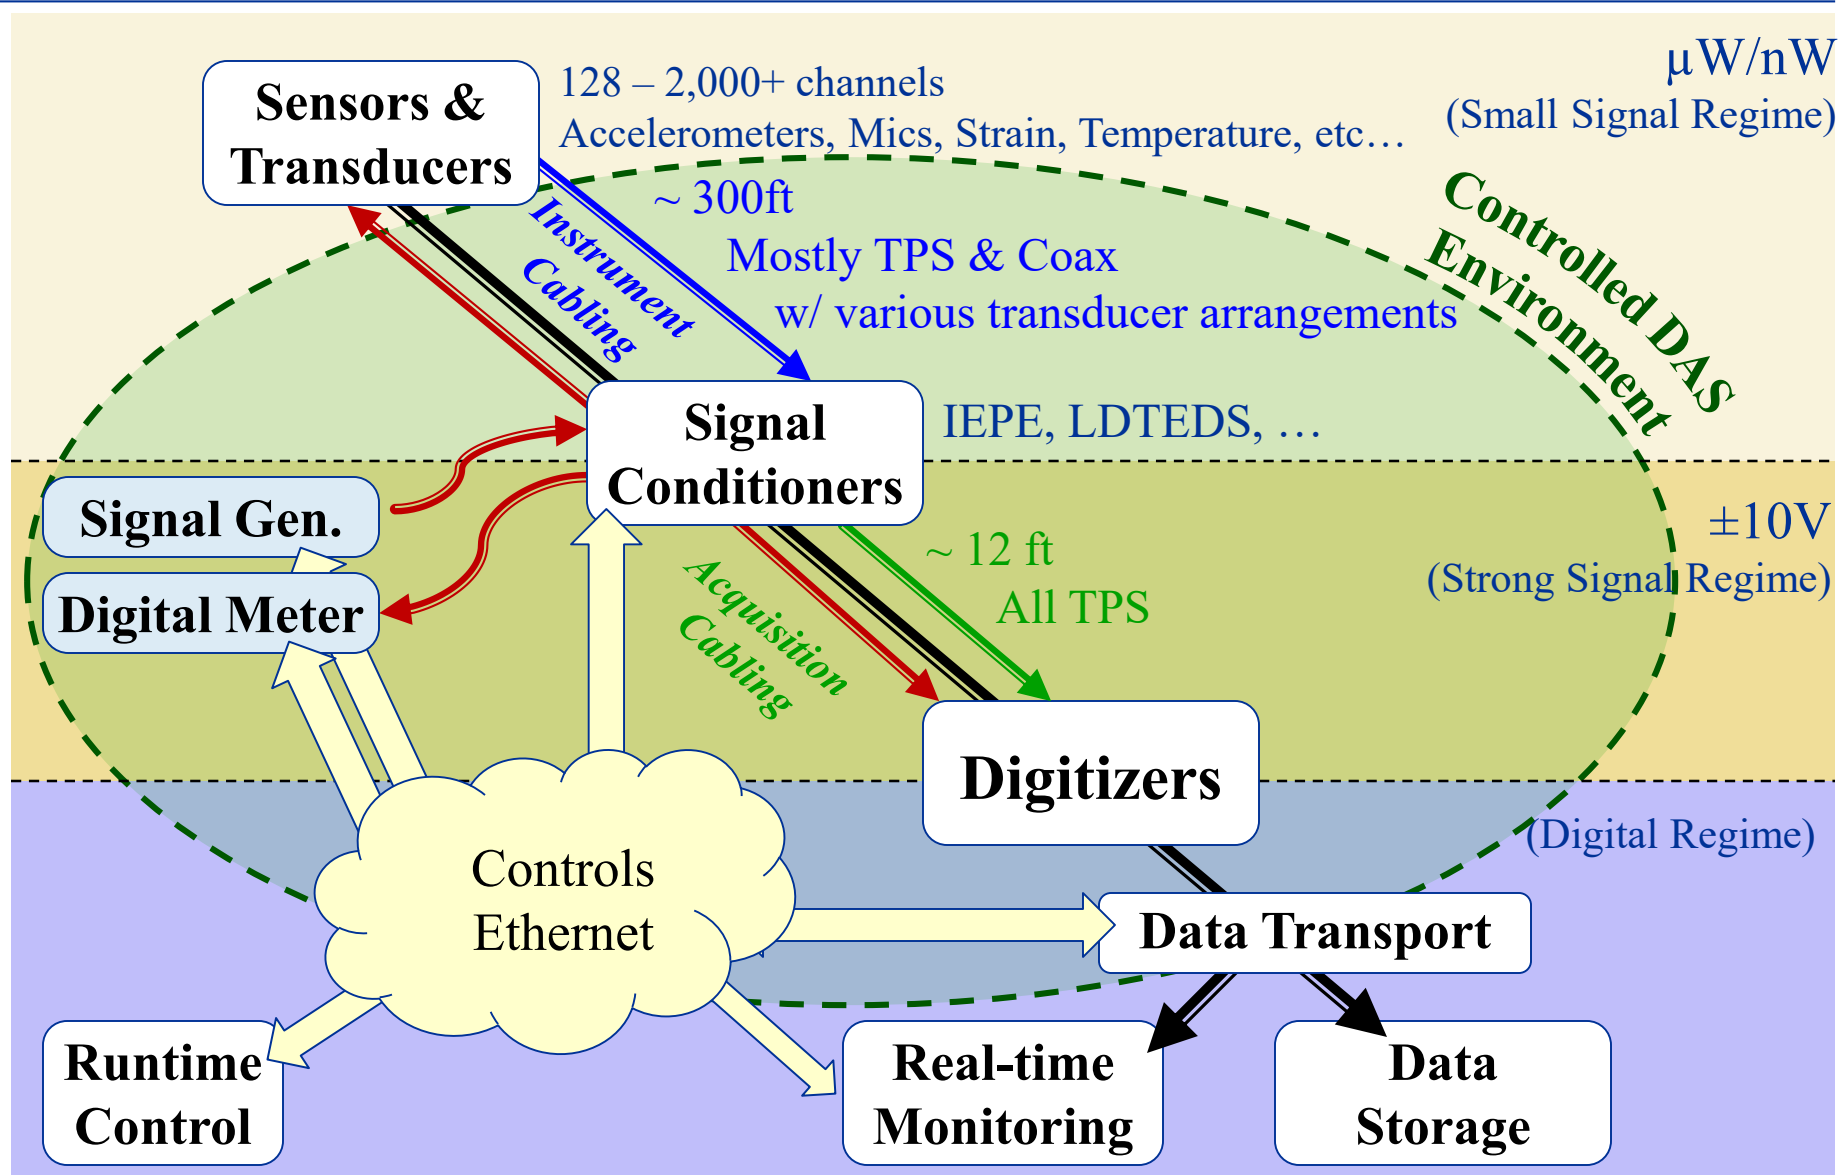 Sensors &
Transducers
128 – 2,000+ channels
Accelerometers, Mics, Strain, Temperature, etc…
µW/nW
(Small Signal Regime)
Controlled DAS
Environment
~ 300ft
Mostly TPS & Coax
w/ various transducer arrangements
Instrument
Cabling
Signal
Conditioners
IEPE, LDTEDS, …
Signal Gen.
Digital Meter
±10V
(Strong Signal Regime)
~ 12 ft
All TPS
Acquisition
Cabling
Digitizers
(Digital Regime)
Controls
Ethernet
Data Transport
Runtime
Control
Real-time
Monitoring
Data
Storage